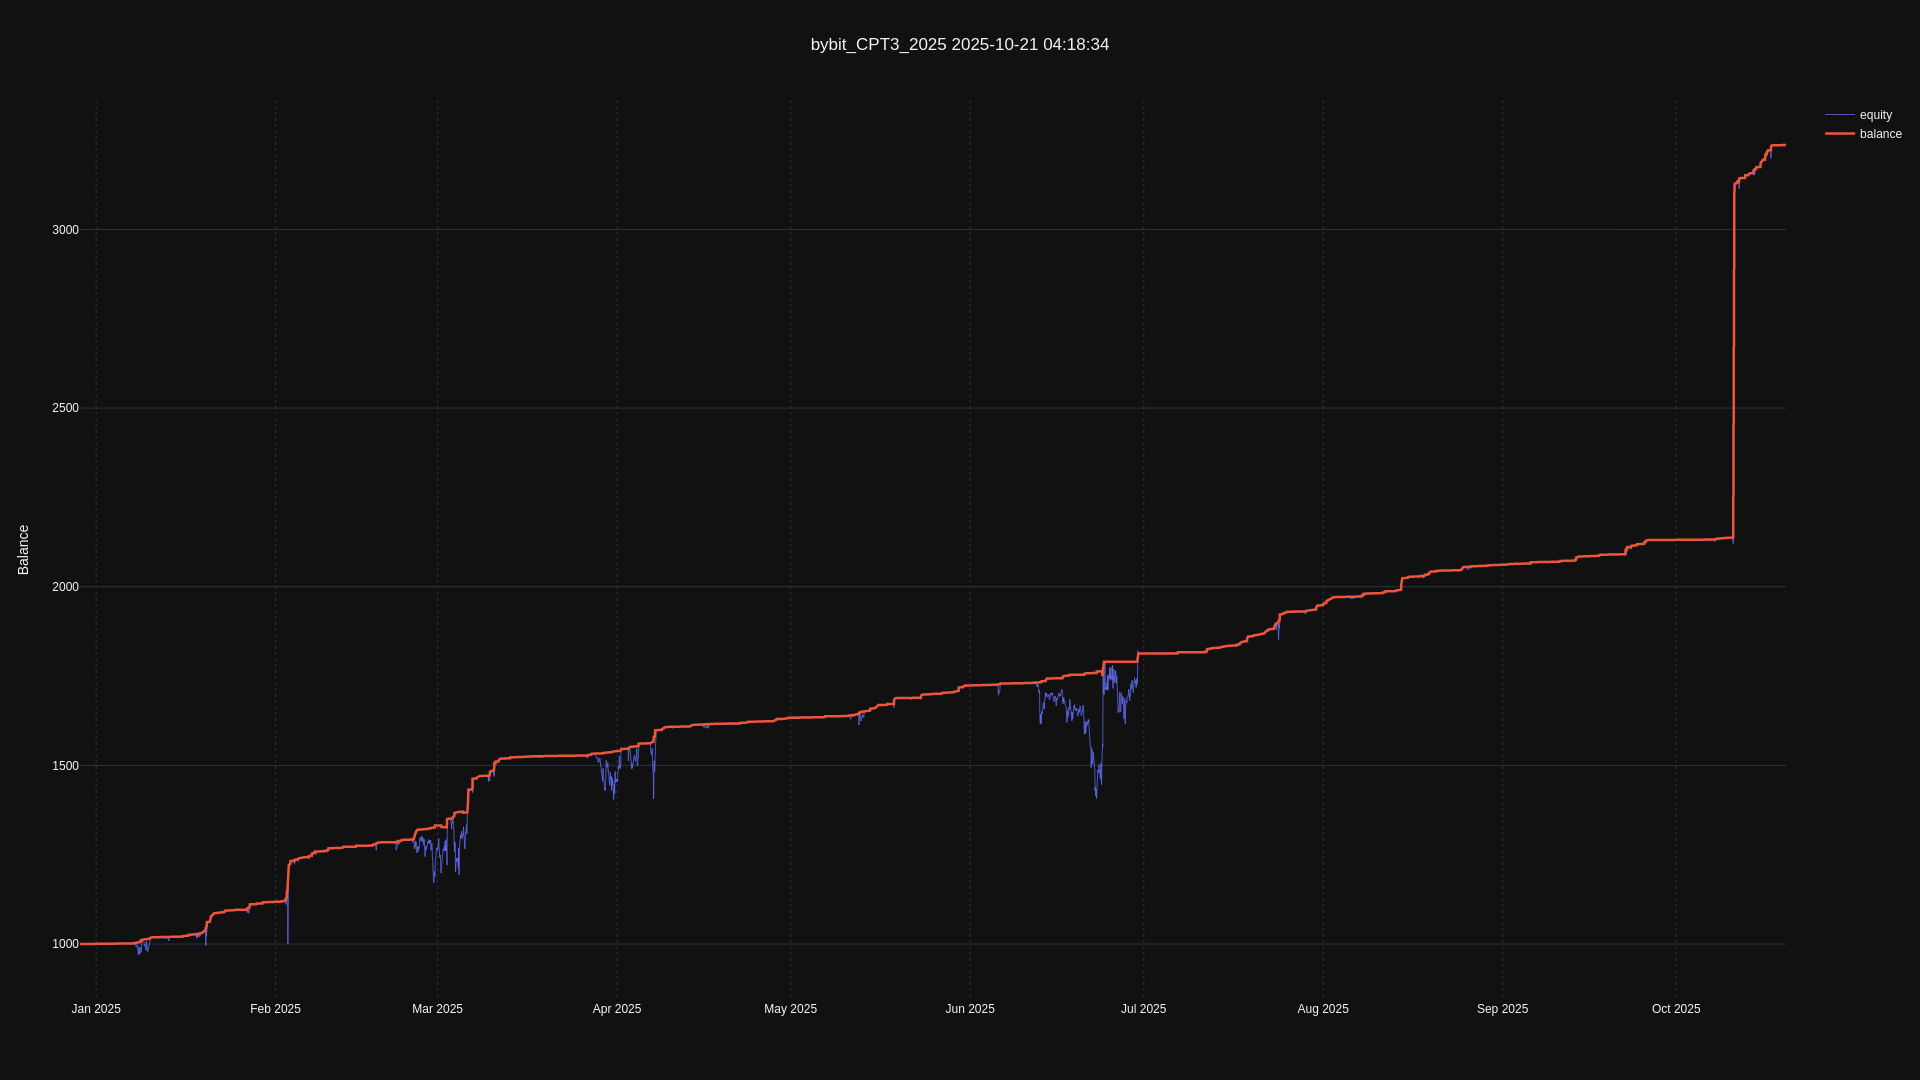 bybit_CPT3_2025 2025-10-21 04:18:34
equity
balance
3000
2500
2000
1500
1000
Balance
Jan 2025
Feb 2025
Mar 2025
Apr 2025
May 2025
Jun 2025
Jul 2025
Aug 2025
Sep 2025
Oct 2025